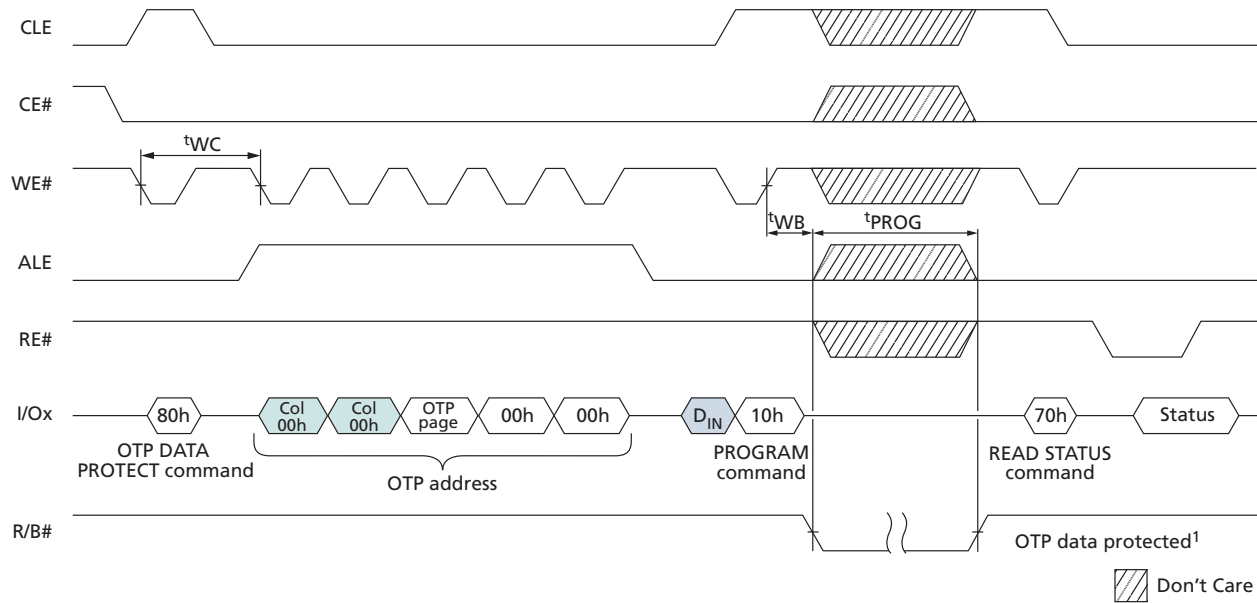 CLE
CE#
tWC
WE#
tWB
tPROG
ALE
RE#
I/Ox
80h
Col
00h
Col
00h
OTP
page
00h
00h
DIN
10h
70h
Status
OTP DATA
PROTECT command
OTP address
PROGRAM
command
READ STATUS
command
R/B#
OTP data protected1
Don't Care